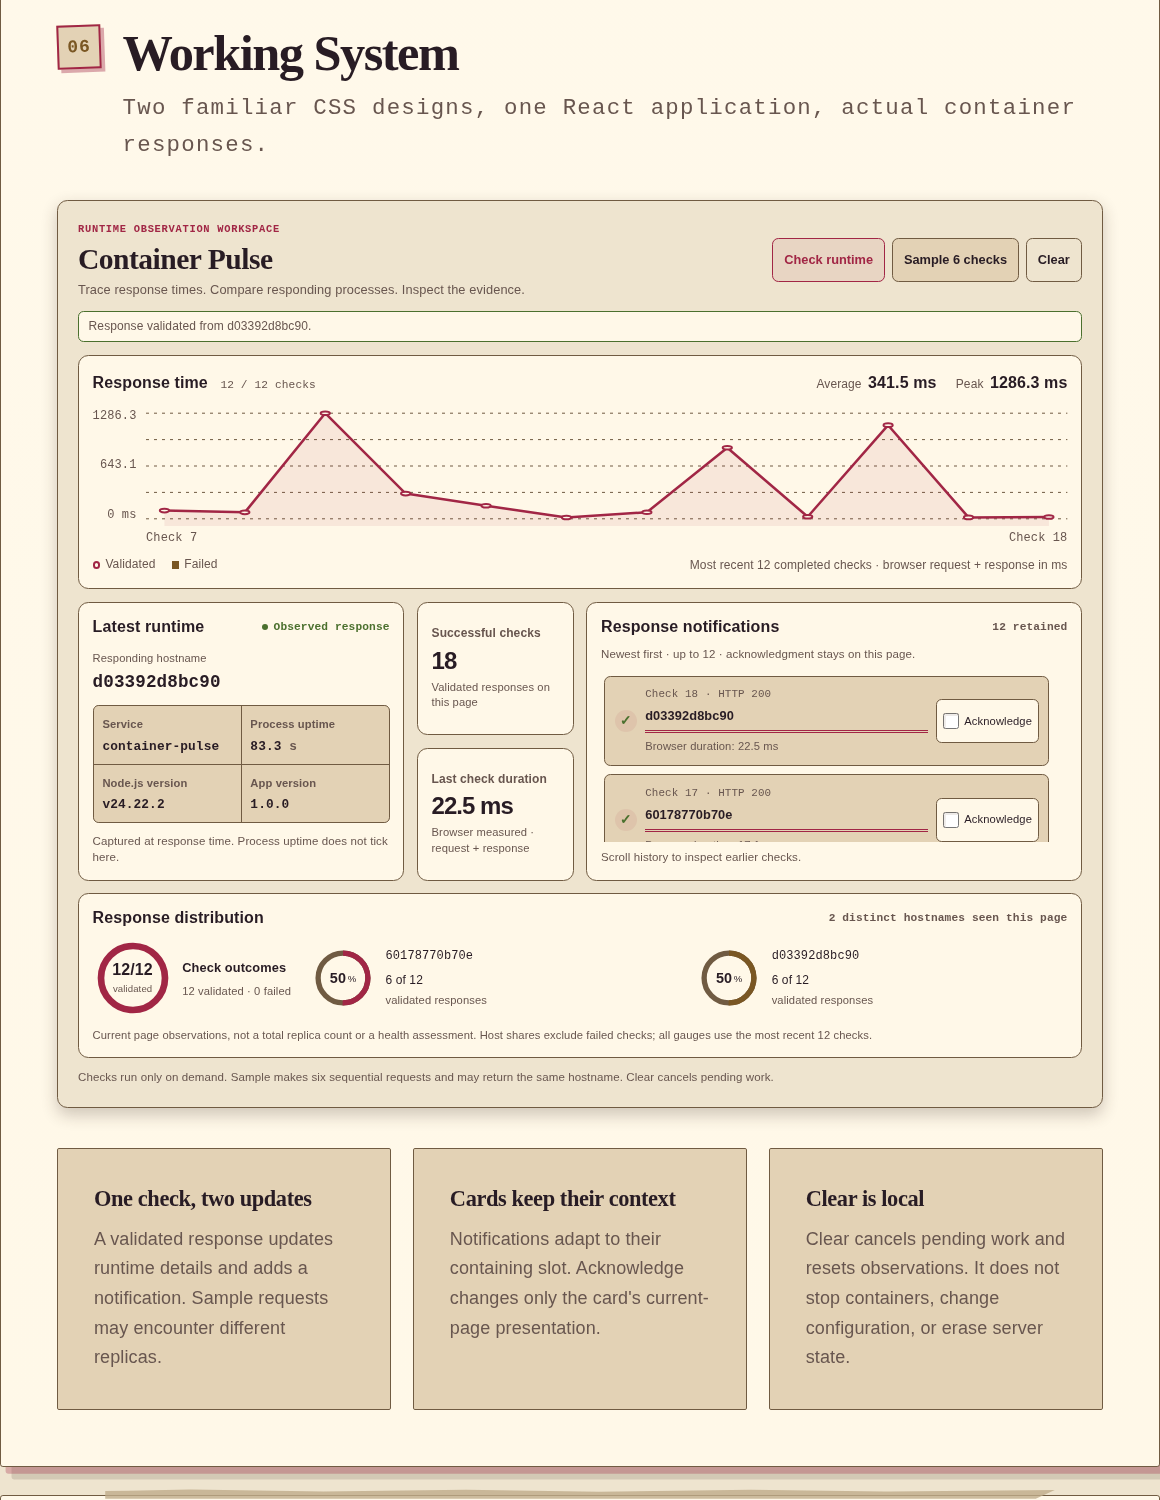 06
Working System
Two familiar CSS designs, one React application, actual container
responses.
RUNTIME OBSERVATION WORKSPACE
Container Pulse
Trace response times. Compare responding processes. Inspect the evidence.
Check runtime
Sample 6 checks
Clear
Response validated from d03392d8bc90.
Response time 12 / 12 checks
Average 341.5 ms Peak 1286.3 ms
1286.3
643.1
0 ms
Check 7
Check 18
Validated Failed
Most recent 12 completed checks · browser request + response in ms
Latest runtime
Observed response
Responding hostname
d03392d8bc90
Service
container-pulse
Process uptime
83.3 s
Node.js version
v24.22.2
App version
1.0.0
Captured at response time. Process uptime does not tick
here.
Successful checks
18
Validated responses on
this page
Last check duration
22.5 ms
Browser measured ·
request + response
Response notifications
12 retained
Newest first · up to 12 · acknowledgment stays on this page.
Check 18 · HTTP 200
✓
d03392d8bc90
Browser duration: 22.5 ms
Acknowledge
Check 17 · HTTP 200
✓
60178770b70e
Acknowledge
Scroll history to inspect earlier checks.
Response distribution
2 distinct hostnames seen this page
12/12
validated
Check outcomes
12 validated · 0 failed
50 %
60178770b70e
6 of 12
validated responses
50 %
d03392d8bc90
6 of 12
validated responses
Current page observations, not a total replica count or a health assessment. Host shares exclude failed checks; all gauges use the most recent 12 checks.
Checks run only on demand. Sample makes six sequential requests and may return the same hostname. Clear cancels pending work.
One check, two updates
A validated response updates
runtime details and adds a
notification. Sample requests
may encounter different
replicas.
Cards keep their context
Notifications adapt to their
containing slot. Acknowledge
changes only the card's current-
page presentation.
Clear is local
Clear cancels pending work and
resets observations. It does not
stop containers, change
configuration, or erase server
state.